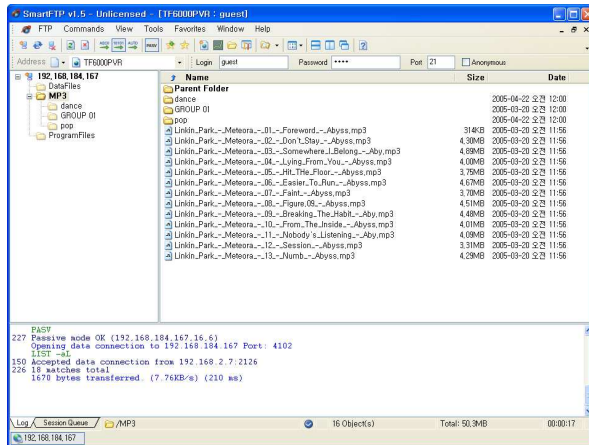 SmartFTP v1.5 - Unlicensed - [TF6000PVR : guest]
FTP Commands View Tools Favorites Window Help
Address TF6000PVR Login guest Password **** Port 21 Anonymous
192.168.184.167
DataFiles
MP3
dance
GROUP 01
pop
ProgramFiles
Name Size Date
Parent Folder
dance 2005-04-22 오전 12:00
GROUP 01 2005-03-20 오전 12:00
pop 2005-04-22 오전 12:00
Linkin_Park_-_Meteora_-_01_-_Foreword_-_Abyss.mp3 314KB 2005-03-20 오전 11:56
Linkin_Park_-_Meteora_-_02_-_Don't_Stay_-_Abyss.mp3 4.30MB 2005-03-20 오전 11:56
Linkin_Park_-_Meteora_-_03_-_Somewhere_I_Belong_-_Aby.mp3 4.89MB 2005-03-20 오전 11:56
Linkin_Park_-_Meteora_-_04_-_Lying_From_You_-_Abyss.mp3 4.00MB 2005-03-20 오전 11:56
Linkin_Park_-_Meteora_-_05_-_Hit_THe_Floor_-_Abyss.mp3 3.75MB 2005-03-20 오전 11:56
Linkin_Park_-_Meteora_-_06_-_Easier_To_Run_-_Abyss.mp3 4.67MB 2005-03-20 오전 11:56
Linkin_Park_-_Meteora_-_07_-_Faint_-_Abyss.mp3 3.70MB 2005-03-20 오전 11:56
Linkin_Park_-_Meteora_-_08_-_Figure.09_-_Abyss.mp3 4.51MB 2005-03-20 오전 11:56
Linkin_Park_-_Meteora_-_09_-_Breaking_The_Habit_-_Aby.mp3 4.48MB 2005-03-20 오전 11:56
Linkin_Park_-_Meteora_-_10_-_From_The_Inside_-_Abyss.mp3 4.01MB 2005-03-20 오전 11:56
Linkin_Park_-_Meteora_-_11_-_Nobody's_Listening_-_Aby.mp3 4.09MB 2005-03-20 오전 11:56
Linkin_Park_-_Meteora_-_12_-_Session_-_Abyss.mp3 3.31MB 2005-03-20 오전 11:56
Linkin_Park_-_Meteora_-_13_-_Numb_-_Abyss.mp3 4.29MB 2005-03-20 오전 11:56
PASV
227 Passive mode OK (192.168.184.167.16.6)
Opening data connection to 192.168.184.167 Port: 4102
LIST -aL
150 Accepted data connection from 192.168.2.7:2126
226 18 matches total
1670 bytes transferred. (7.76KB/s) (210 ms)
Log Session Queue /MP3 16 Object(s) Total: 50.3MB 00:00:17
192.168.184.167